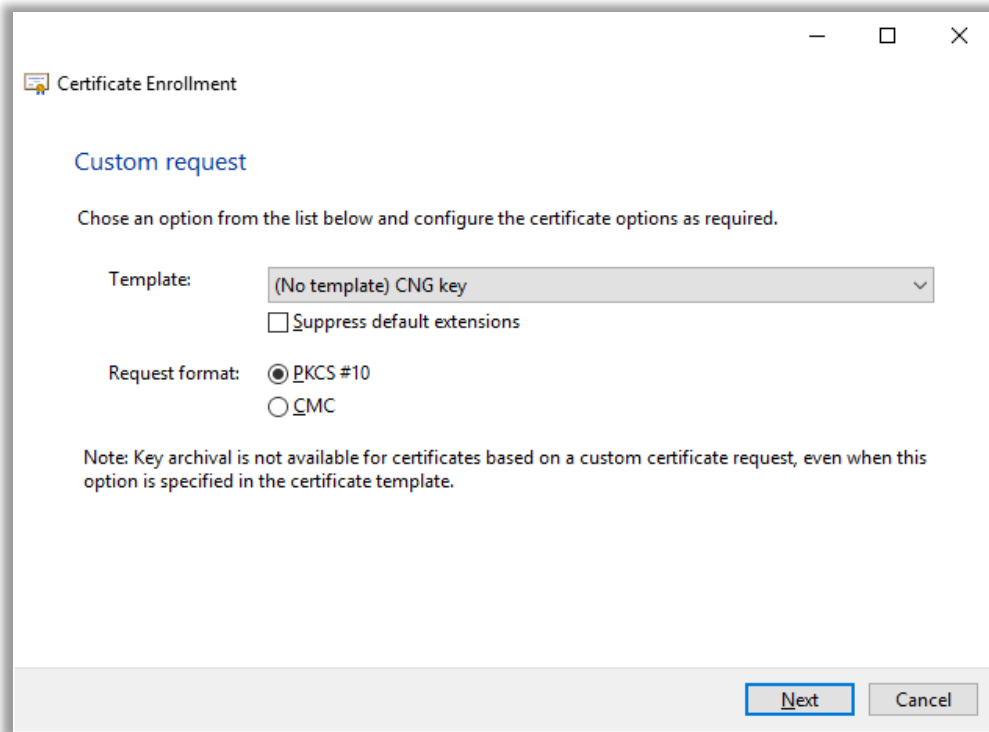 Certificate Enrollment
Custom request
Chose an option from the list below and configure the certificate options as required.
Template:
(No template) CNG key
Suppress default extensions
Request format:
PKCS #10
CMC
Note: Key archival is not available for certificates based on a custom certificate request, even when this
option is specified in the certificate template.
Next
Cancel